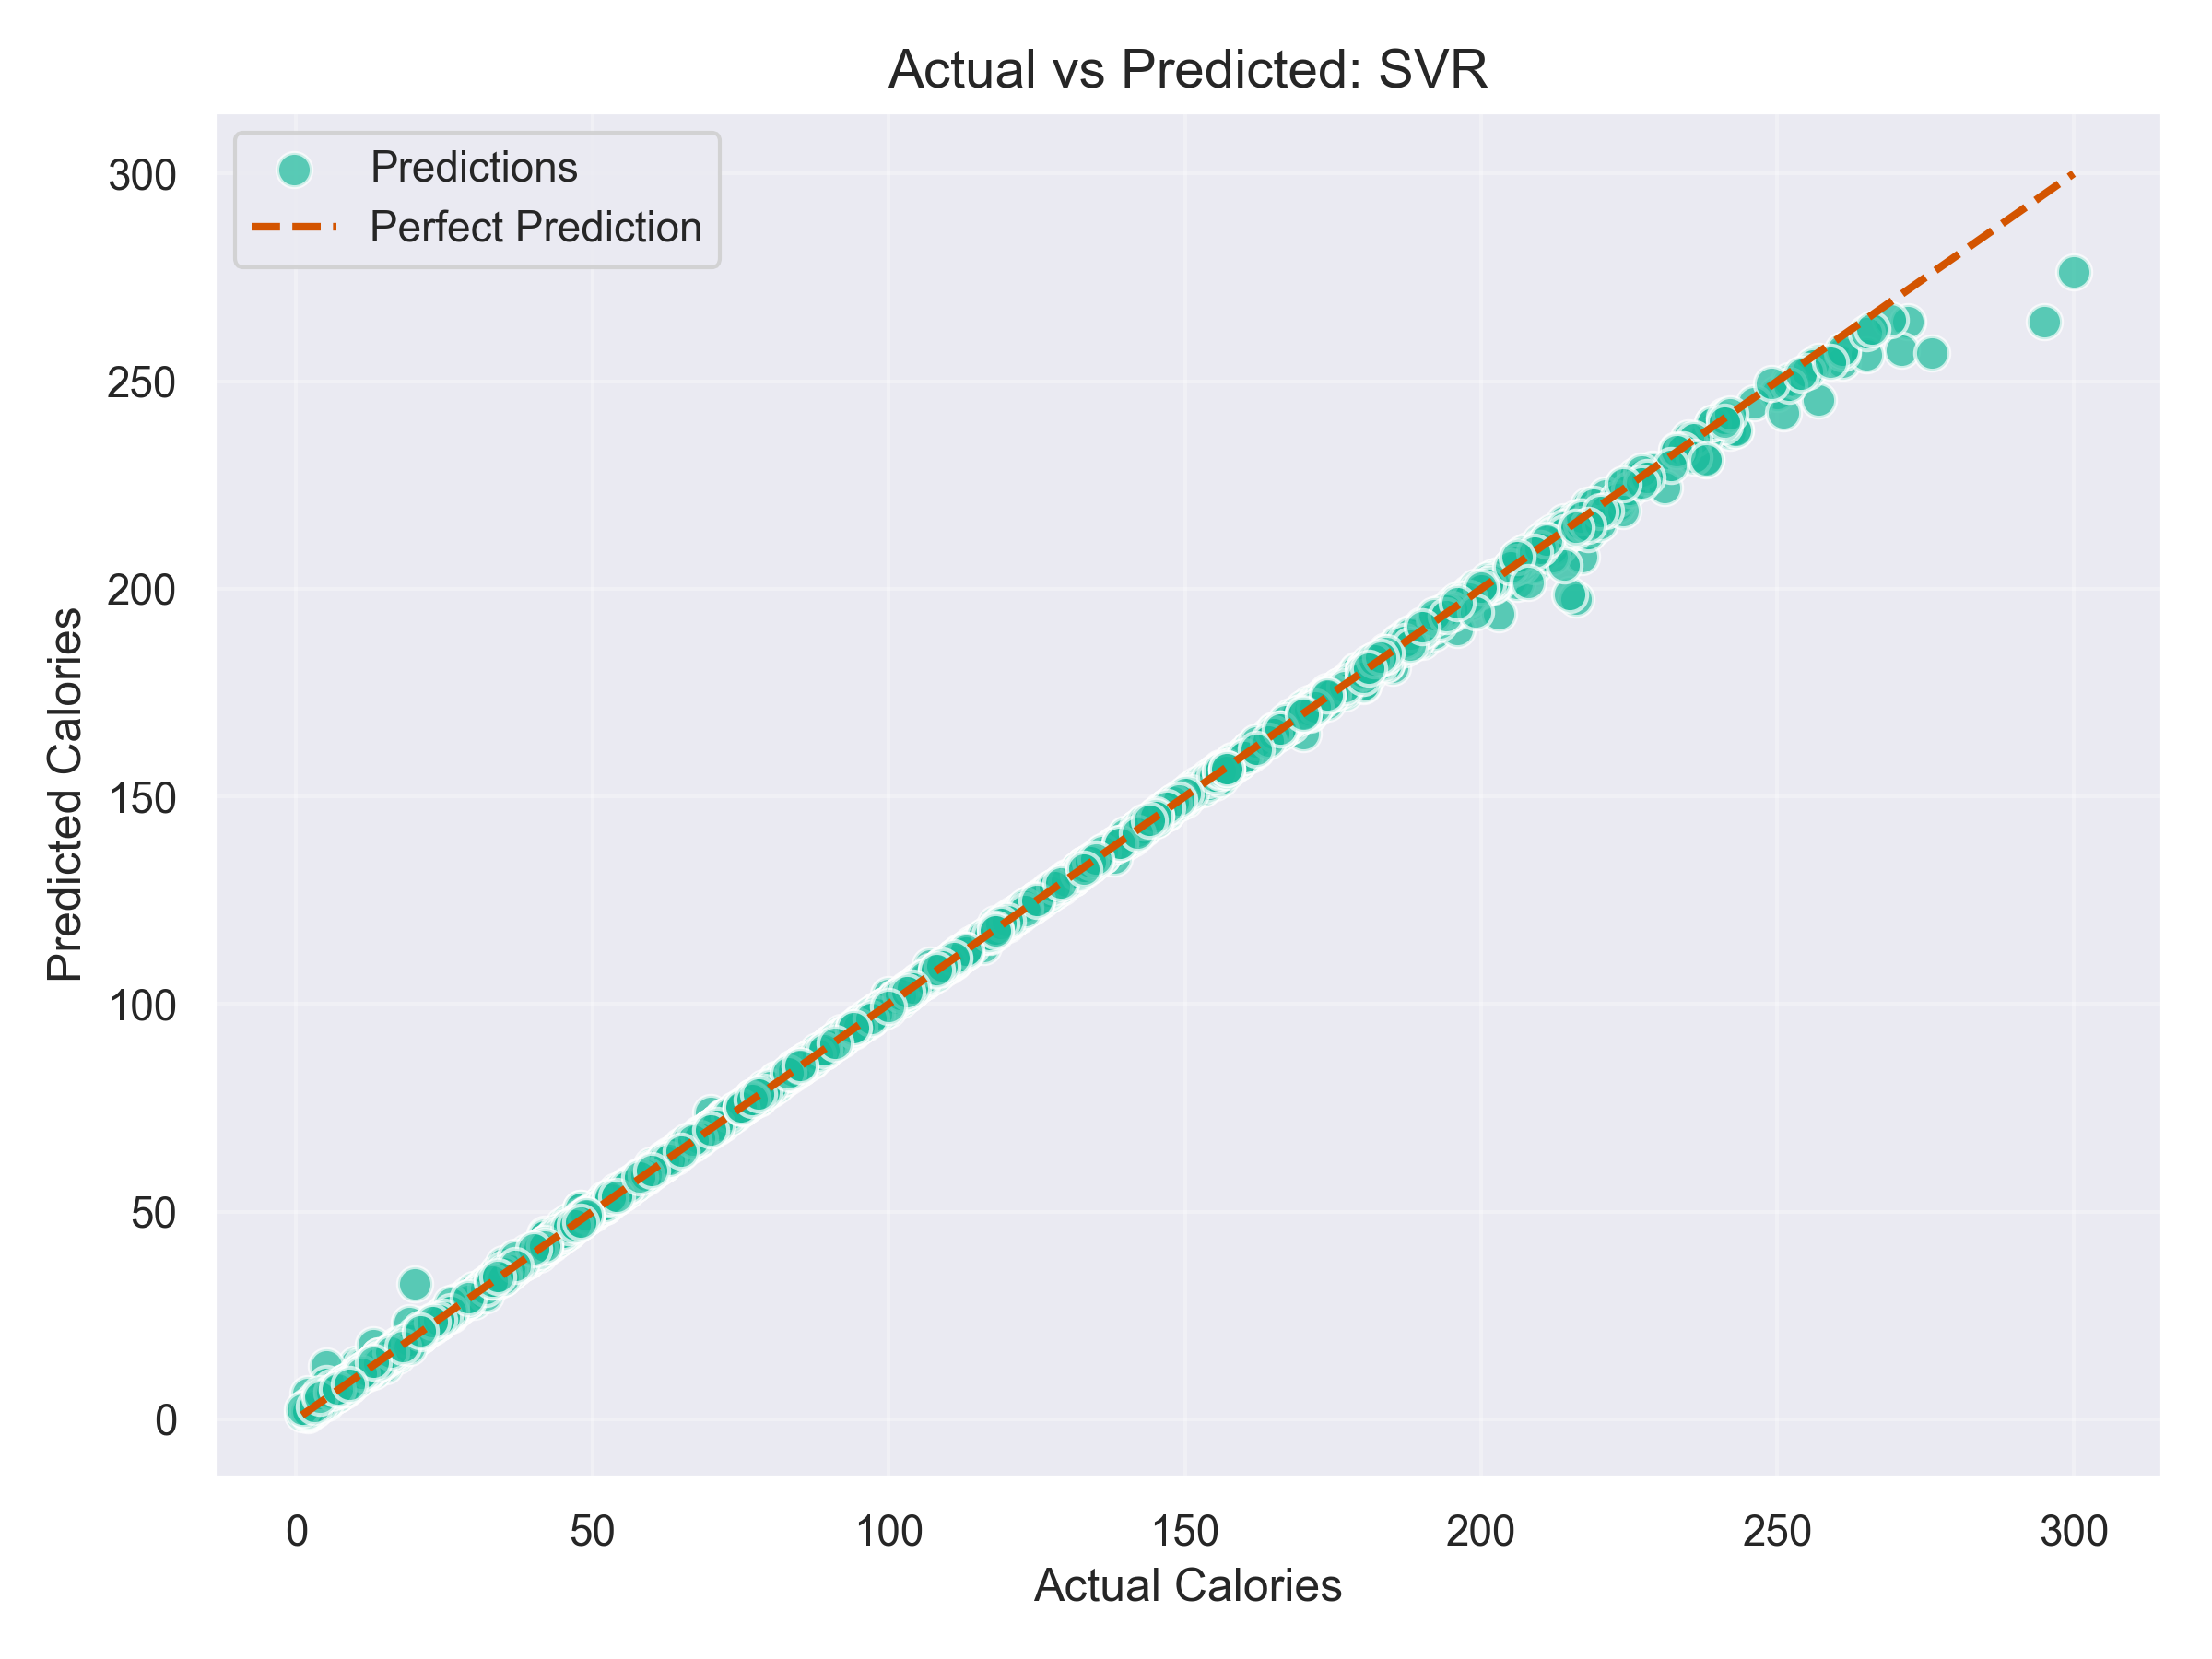 Actual vs Predicted: SVR
Predictions
Perfect Prediction
300
250
200
150
100
50
0
Predicted Calories
0 50 100 150 200 250 300
Actual Calories